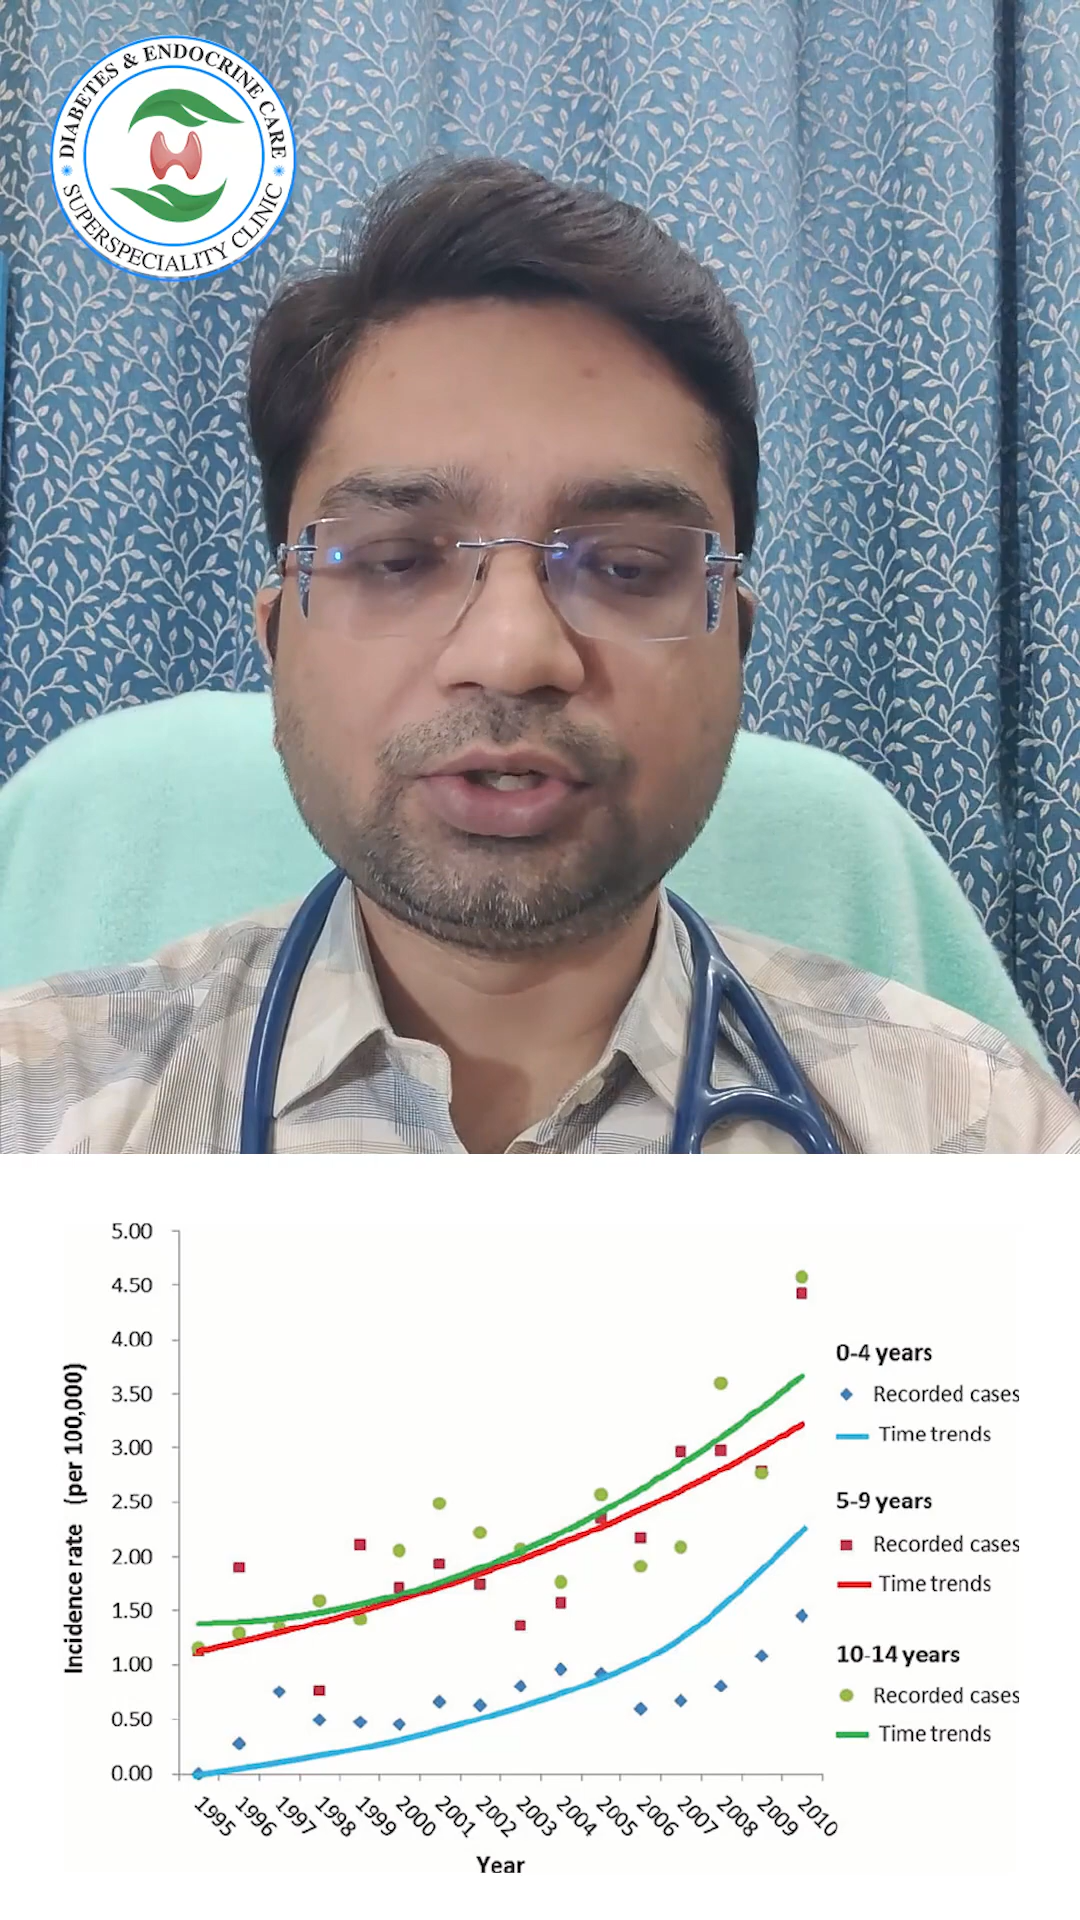 DIABETES & ENDOCRINE CARE
SUPERSPECIALITY CLINIC
5.00
4.50
4.00
3.50
3.00
2.50
2.00
1.50
1.00
0.50
0.00
Incidence rate (per 100,000)
1995
1996
1997
1998
1999
2000
2001
2002
2003
2004
2005
2006
2007
2008
2009
2010
Year
0-4 years
Recorded cases
Time trends
5-9 years
Recorded cases
Time trends
10-14 years
Recorded cases
Time trends